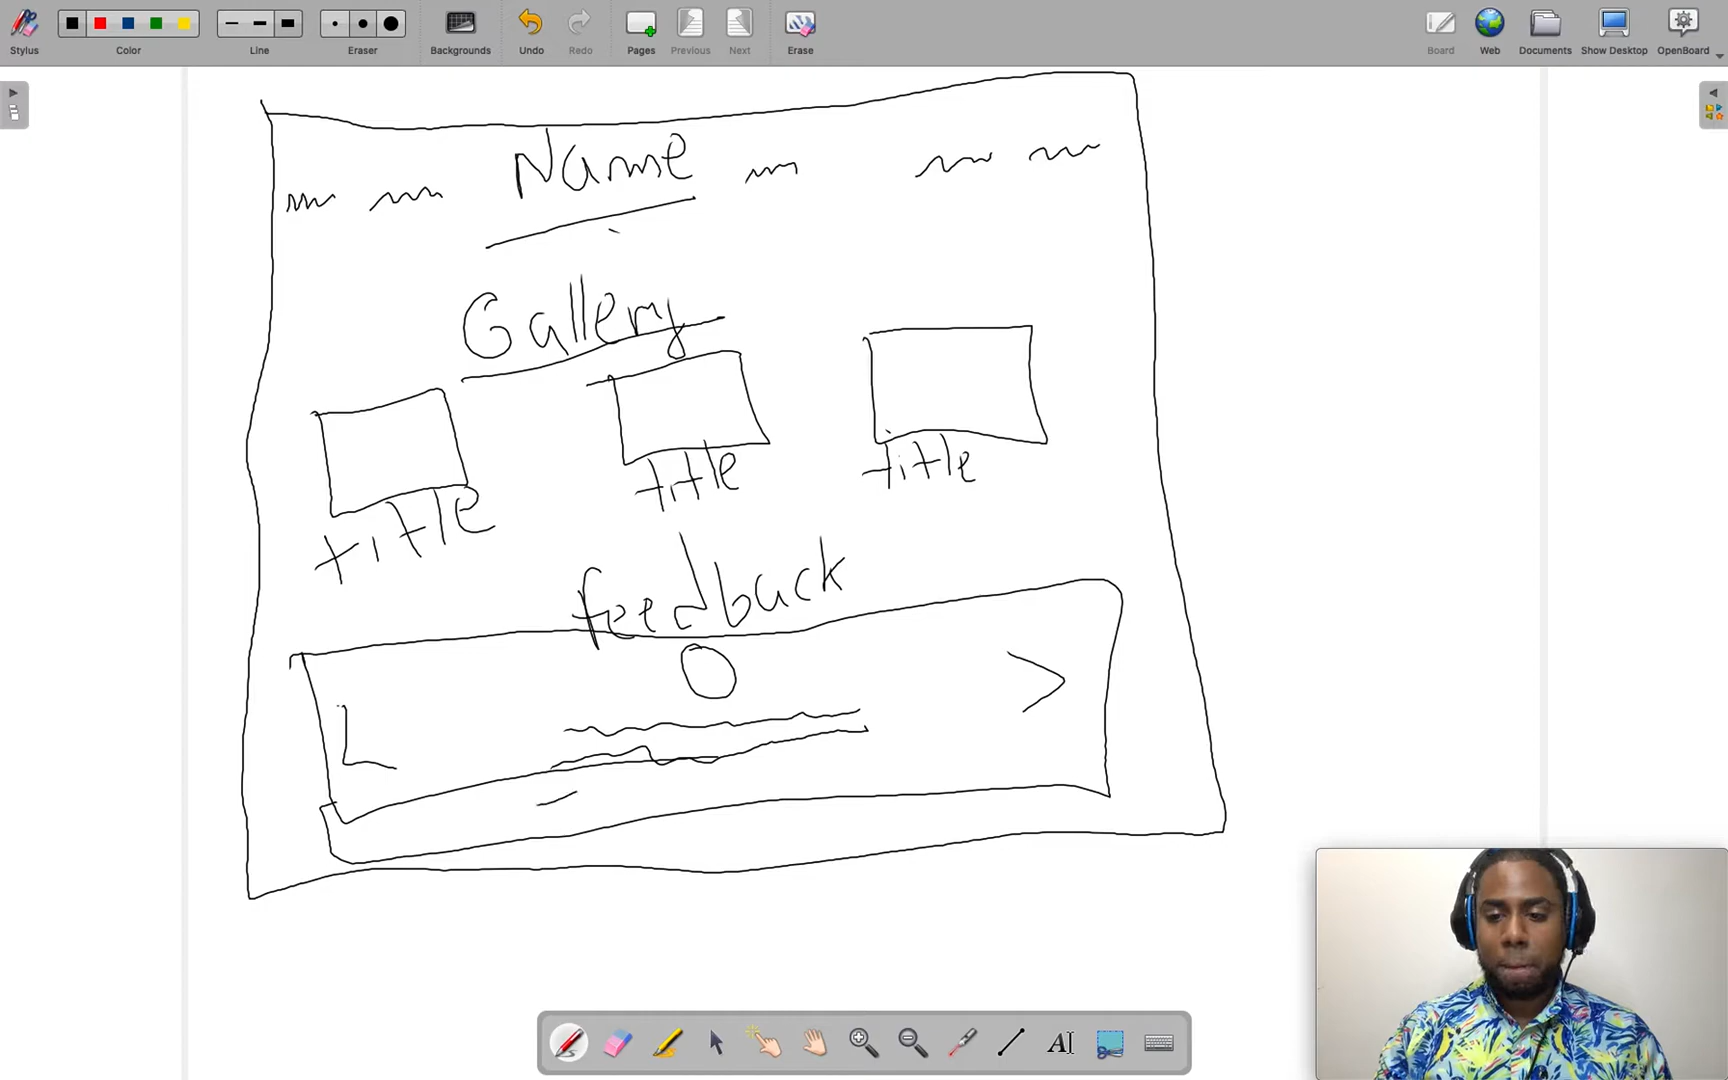 Stylus
Color
Line
Eraser
Backgrounds
Undo
Redo
Pages
Previous
Next
Erase
Board
Web
Documents
Show Desktop
OpenBoard
Name
Gallery
title
title
title
feedback
A